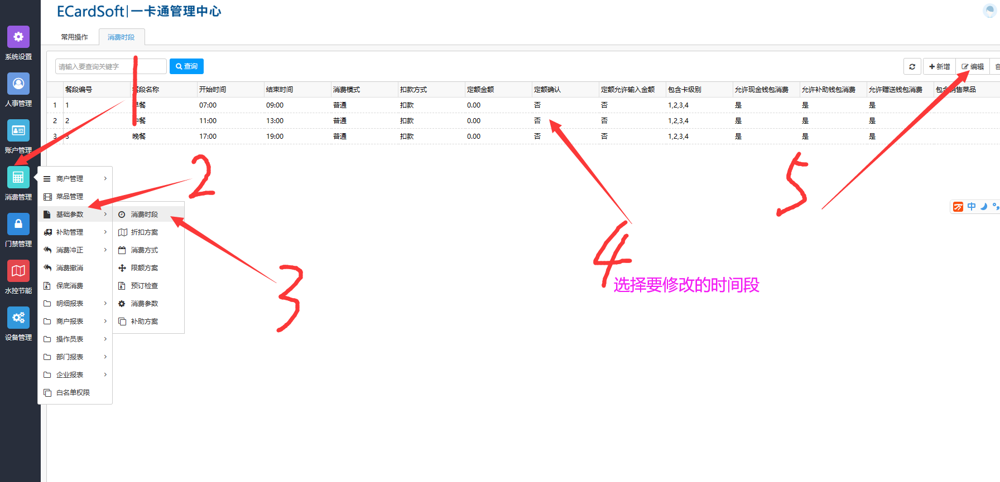 ECardSoft|一卡通管理中心
常用操作 消费时段
请输入要查询关键字 查询 新增 编辑
餐段编号 餐段名称 开始时间 结束时间 消费模式 扣款方式 定额金额 定额确认 定额允许输入金额 包含卡级别 允许现金钱包消费 允许补助钱包消费 允许赠送钱包消费 包含销售菜品
1 1 早餐 07:00 09:00 普通 扣款 0.00 否 否 1,2,3,4 是 是 是
2 2 中餐 11:00 13:00 普通 扣款 0.00 否 否 1,2,3,4 是 是 是
3 3 晚餐 17:00 19:00 普通 扣款 0.00 否 否 1,2,3,4 是 是 是
系统设置
人事管理
账户管理
消费管理
门禁管理
水控节能
设备管理
商户管理
菜品管理
基础参数
补助管理
消费冲正
消费撤消
保底消费
明细报表
商户报表
操作员表
部门报表
企业报表
白名单权限
消费时段
折扣方案
消费方式
限额方案
预订检查
消费参数
补助方案
1
2
3
4
选择要修改的时间段
5
中